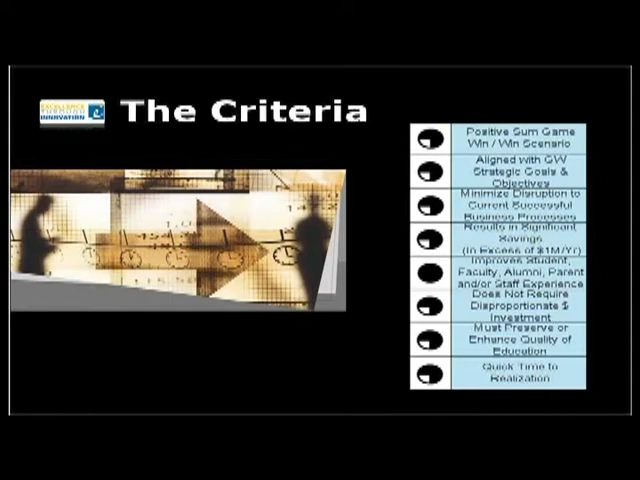 EXCELLENCE
THROUGH
INNOVATION
The Criteria
Positive Sum Game
Win / Win Scenario
Aligned with GW
Strategic Goals &
Objectives
Minimize Disruption to
Current Successful
Business Processes
Results in Significant
Savings
(In Excess of $1M/Yr)
Improves Student,
Faculty, Alumni, Parent
and/or Staff Experience
Does Not Require
Disproportionate $
Investment
Must Preserve or
Enhance Quality of
Education
Quick Time to
Realization